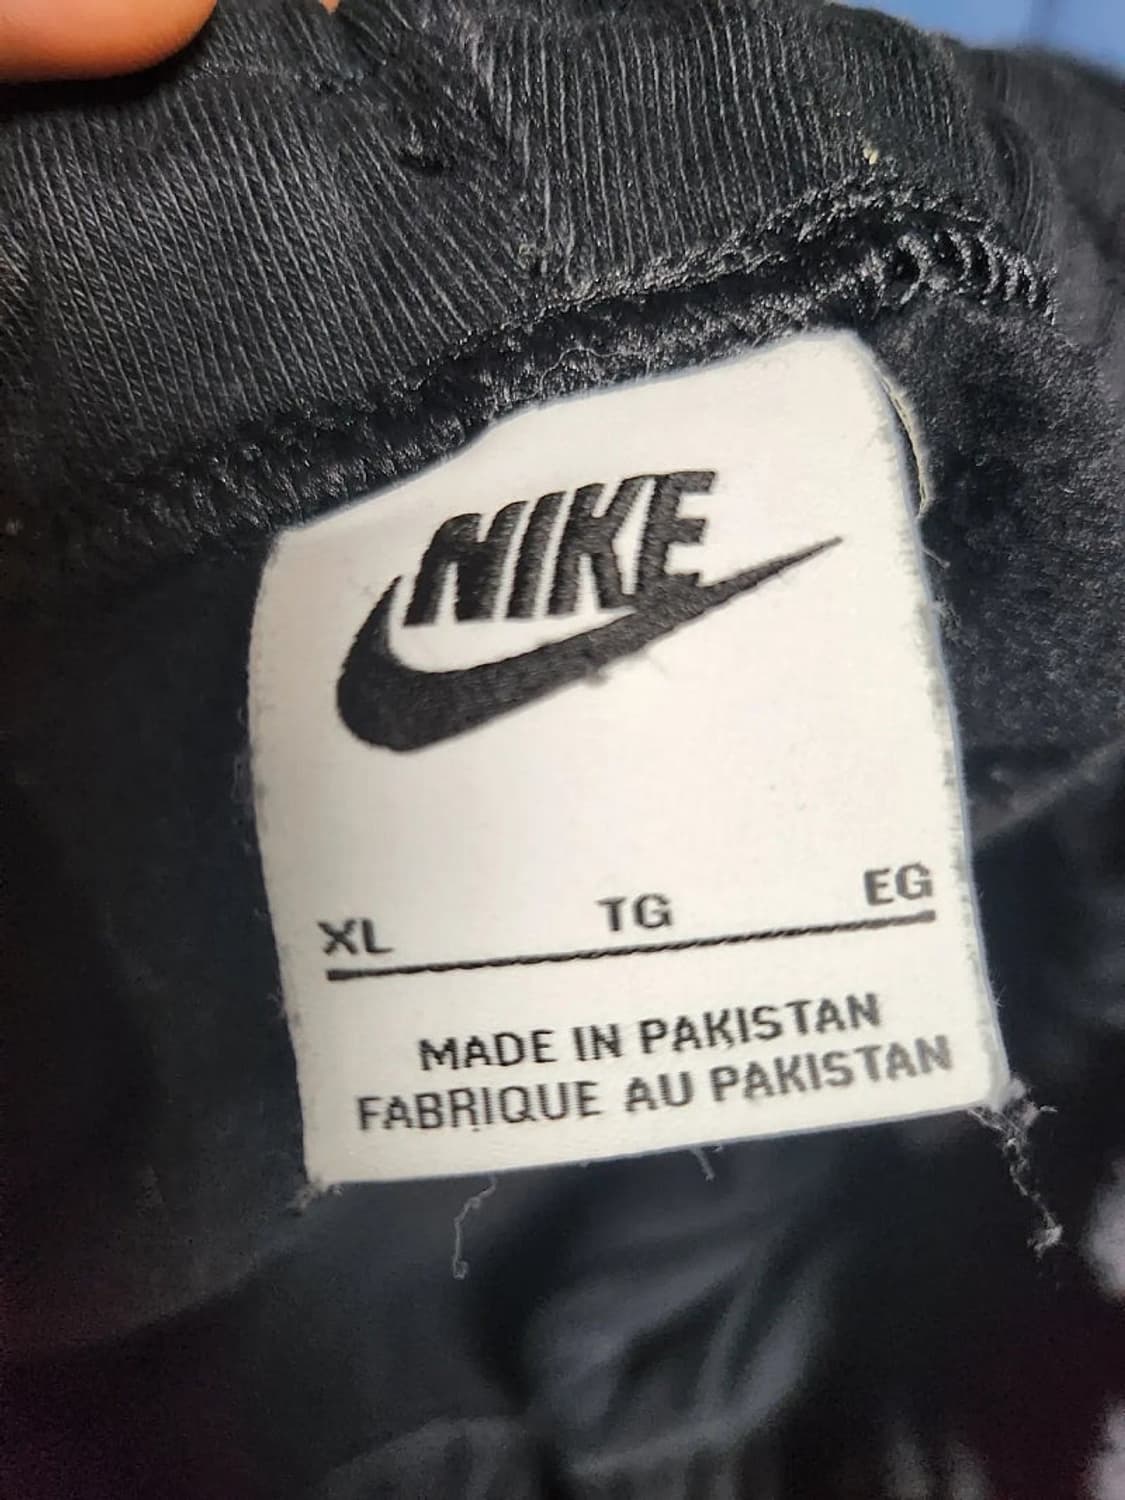 NIKE
XL TG EG
MADE IN PAKISTAN
FABRIQUE AU PAKISTAN